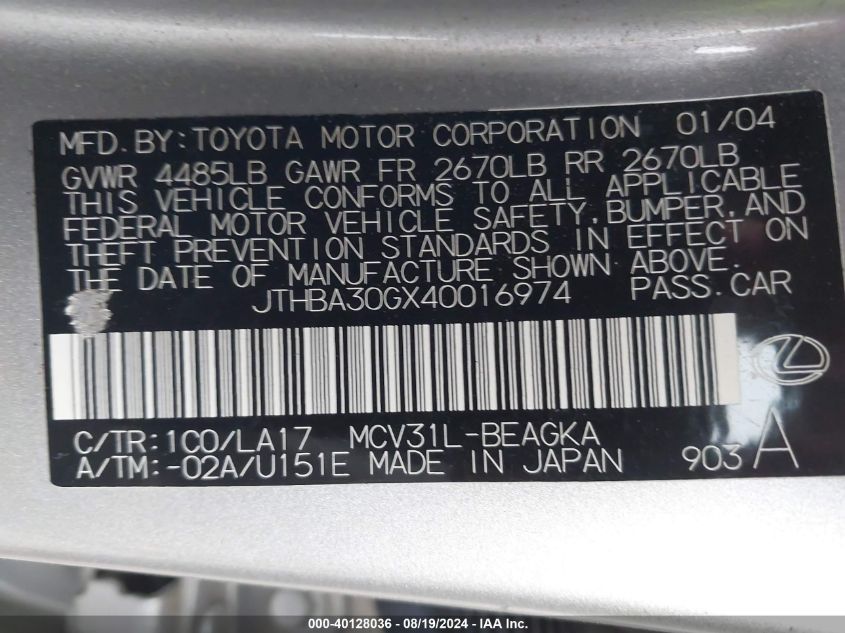 MFD. BY: TOYOTA MOTOR CORPORATION 01/04
GVWR 4485LB GAWR FR 2670LB RR 2670LB
THIS VEHICLE CONFORMS TO ALL APPLICABLE
FEDERAL MOTOR VEHICLE SAFETY, BUMPER, AND
THEFT PREVENTION STANDARDS IN EFFECT ON
THE DATE OF MANUFACTURE SHOWN ABOVE.
JTHBA30GX40016974 PASS. CAR
C/TR: 1C0/LA17 MCV31L-BEAGKA
A/TM: -02A/U151E MADE IN JAPAN 903 A
000-40128036 - 08/19/2024 - IAAI.COM